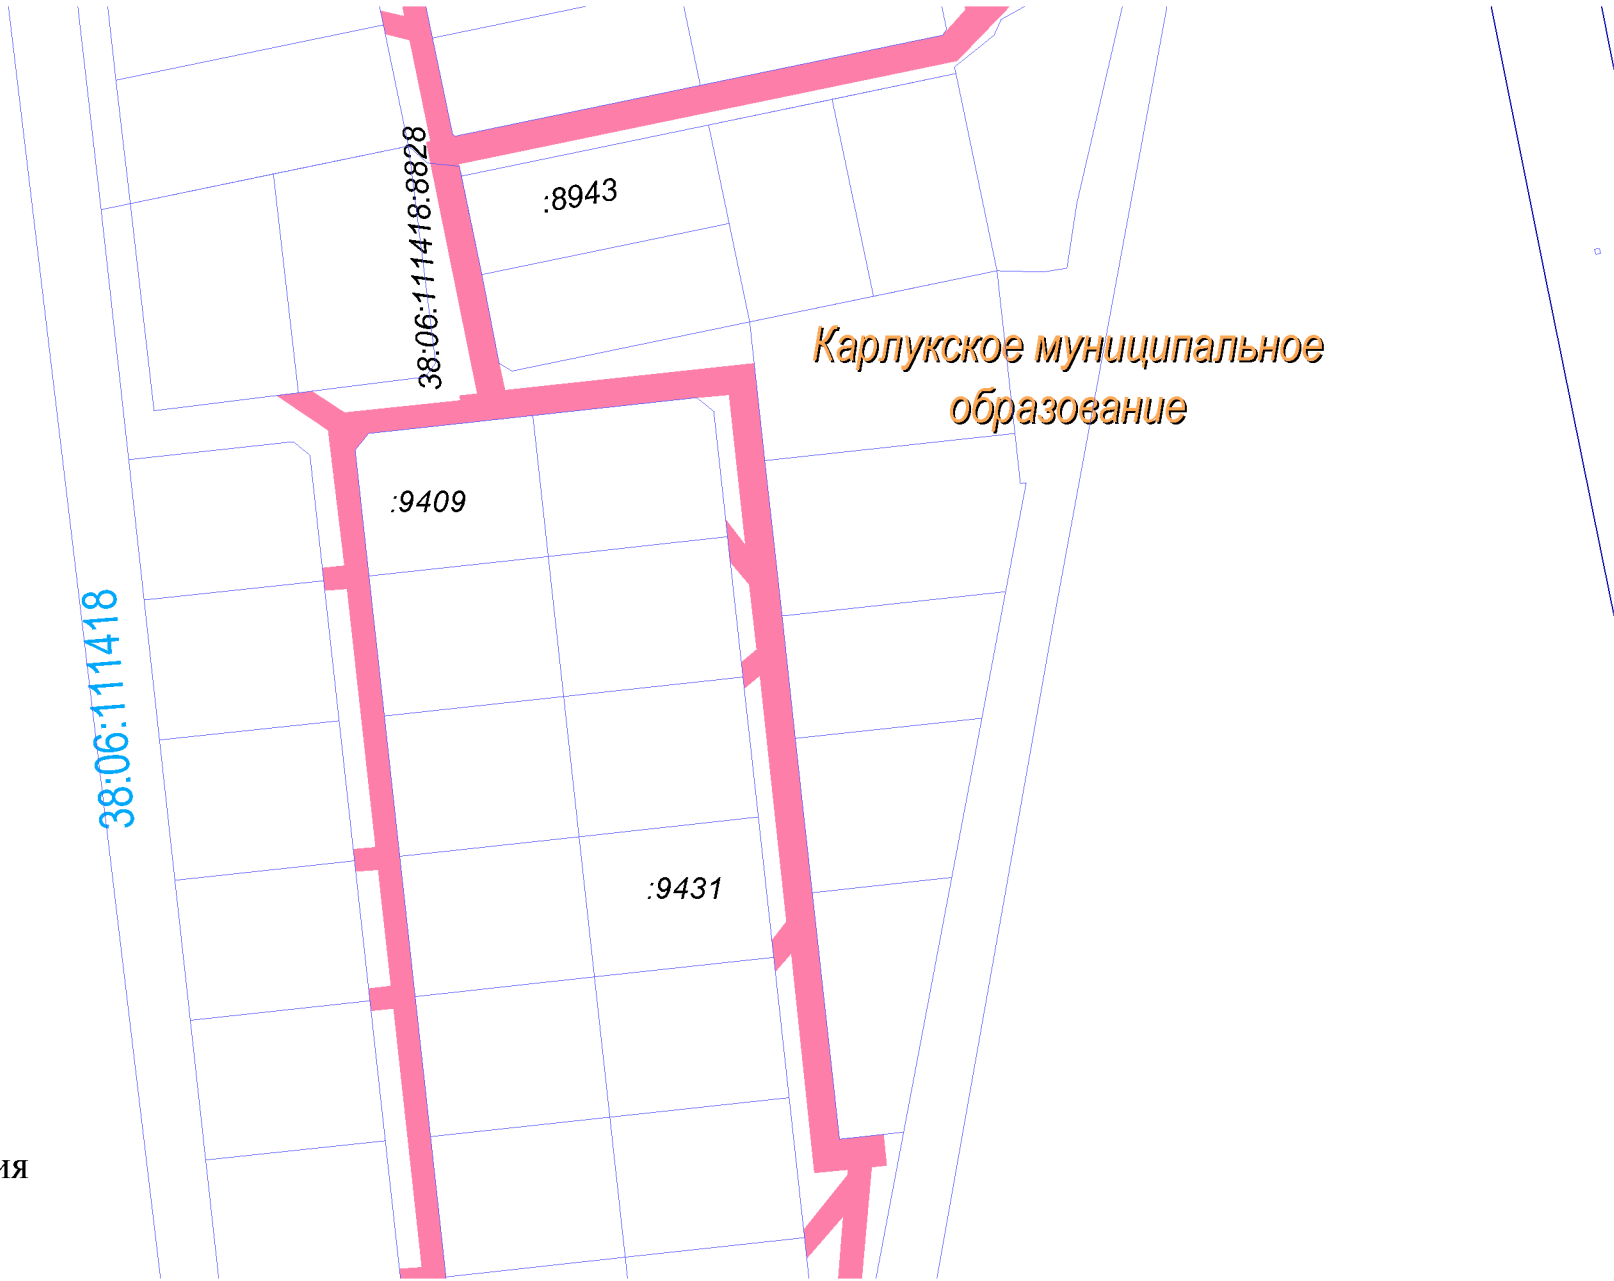 38:06:111418:8828
:8943
Карлукское муниципальное
образование
:9409
38:06:111418
:9431
ия